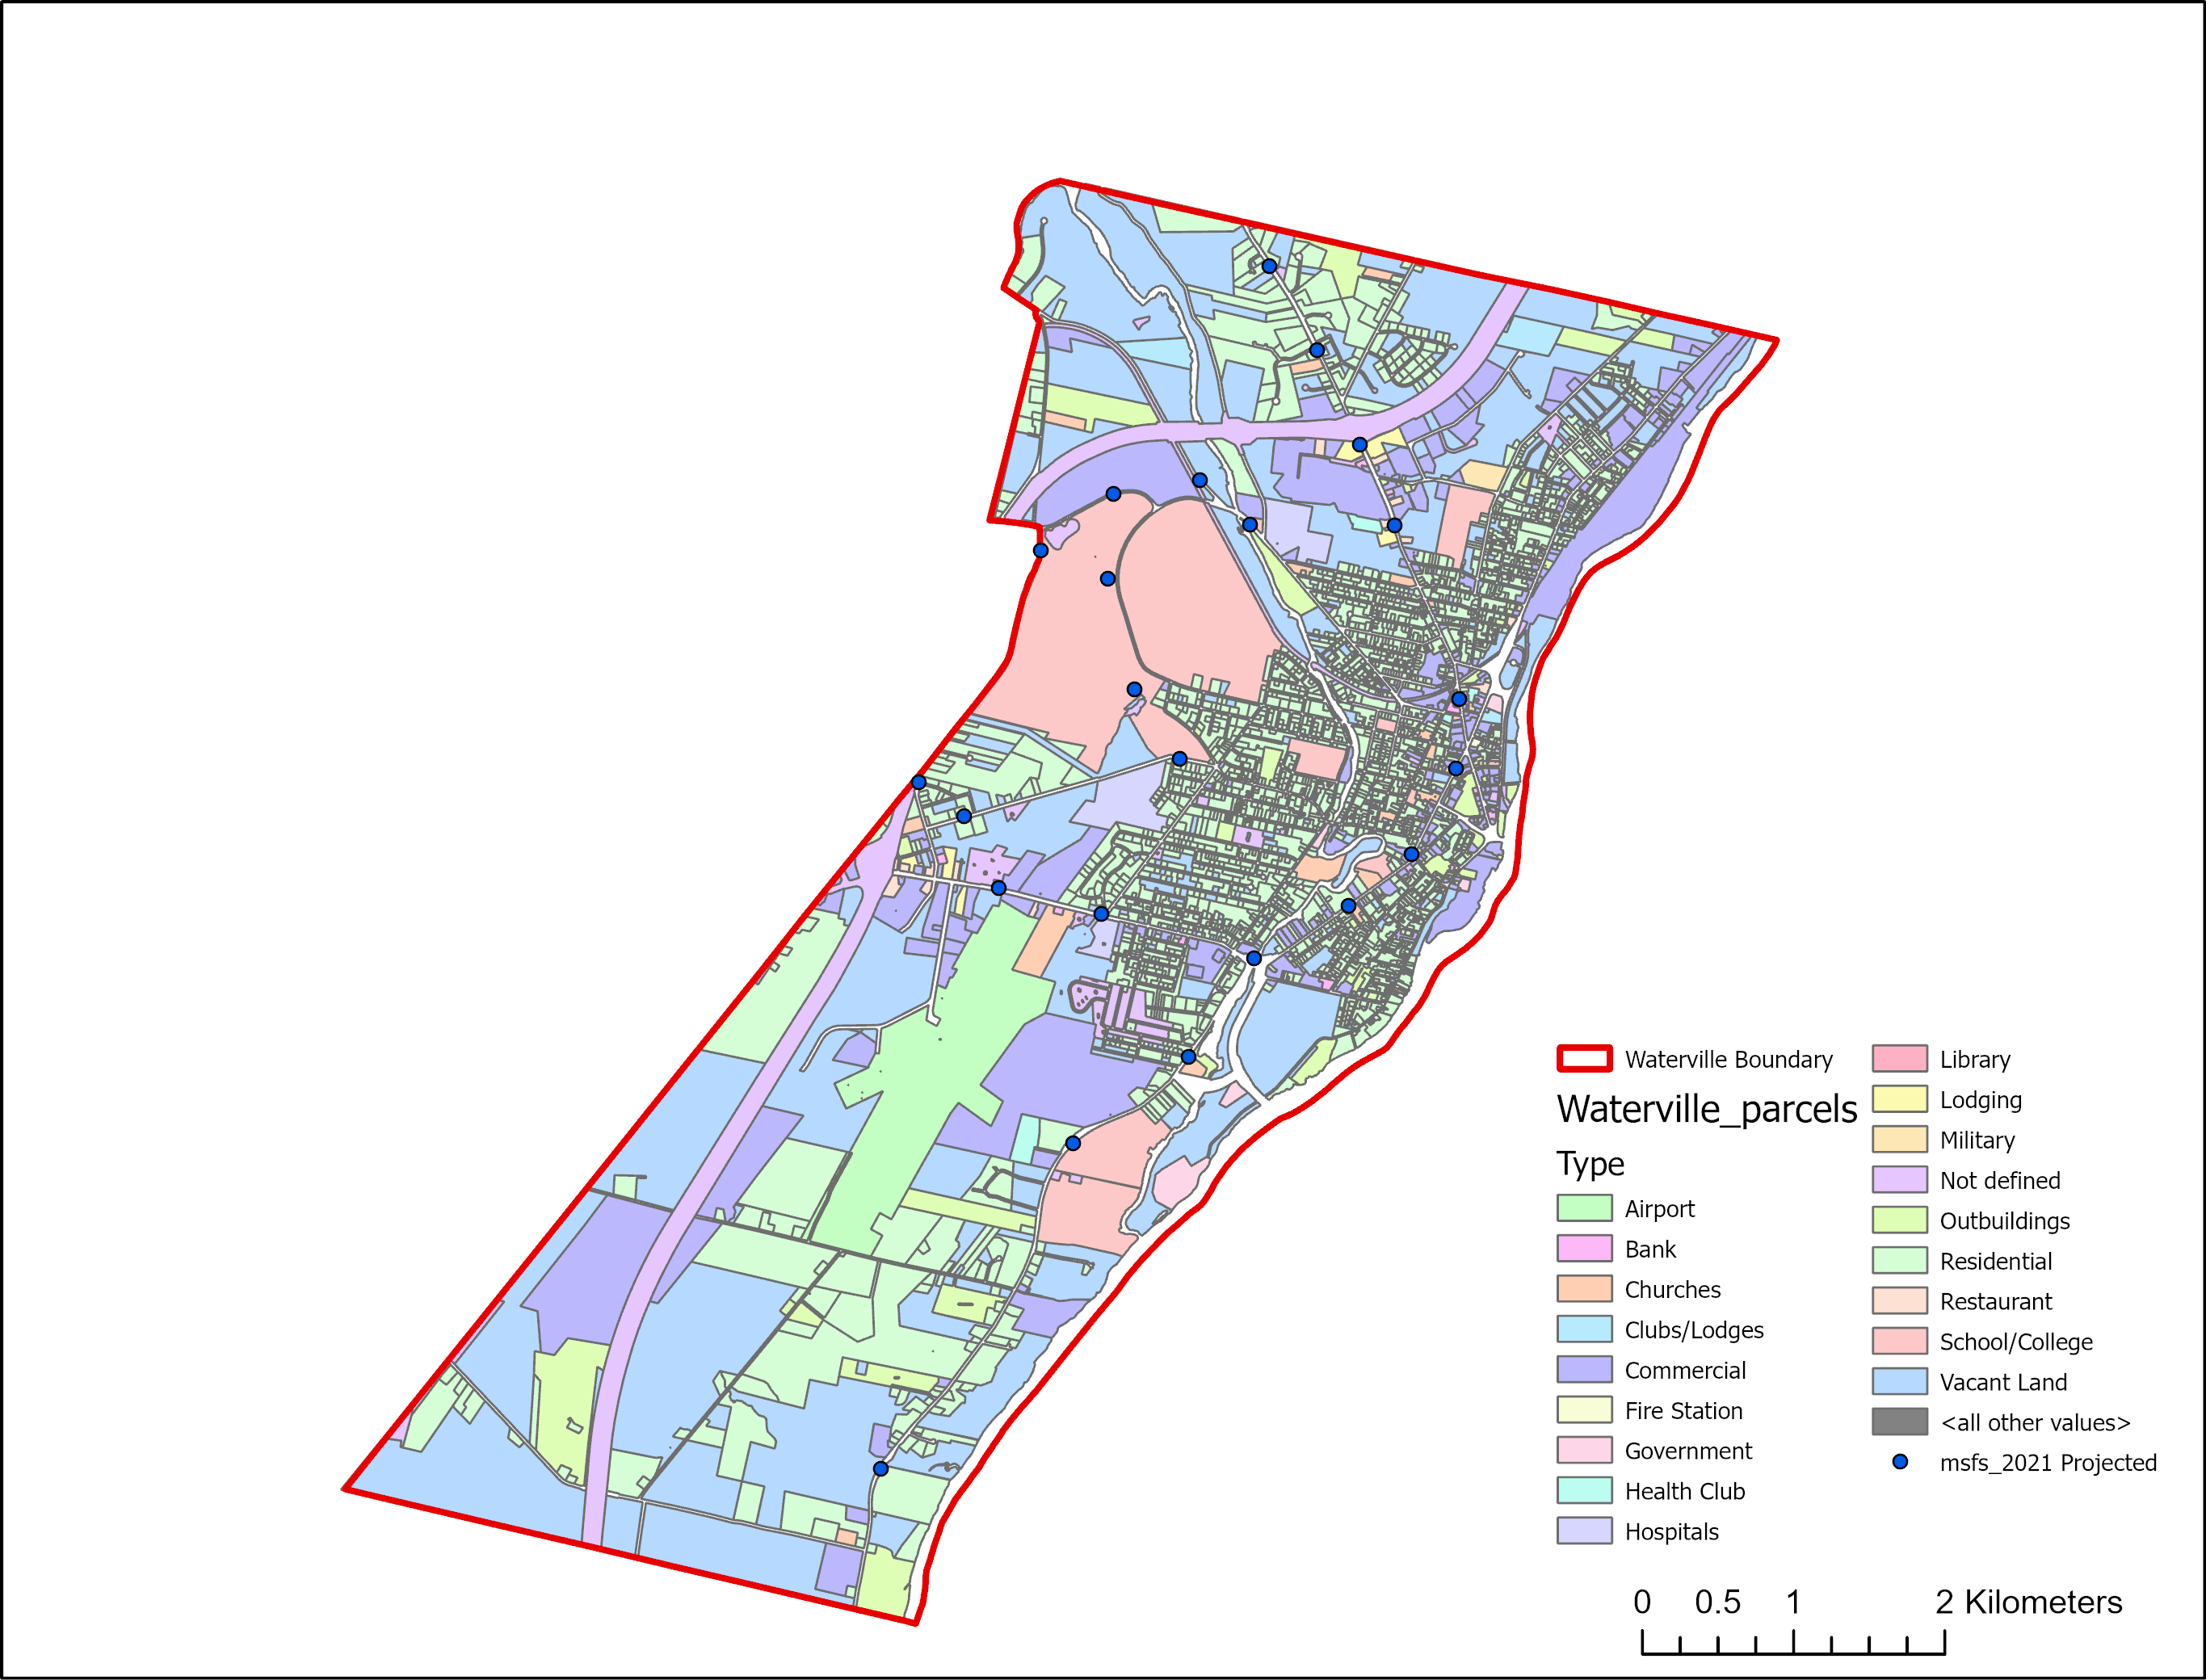 Waterville Boundary
Waterville_parcels
Type
Airport
Bank
Churches
Clubs/Lodges
Commercial
Fire Station
Government
Health Club
Hospitals
Library
Lodging
Military
Not defined
Outbuildings
Residential
Restaurant
School/College
Vacant Land
<all other values>
msfs_2021 Projected
0 0.5 1 2 Kilometers